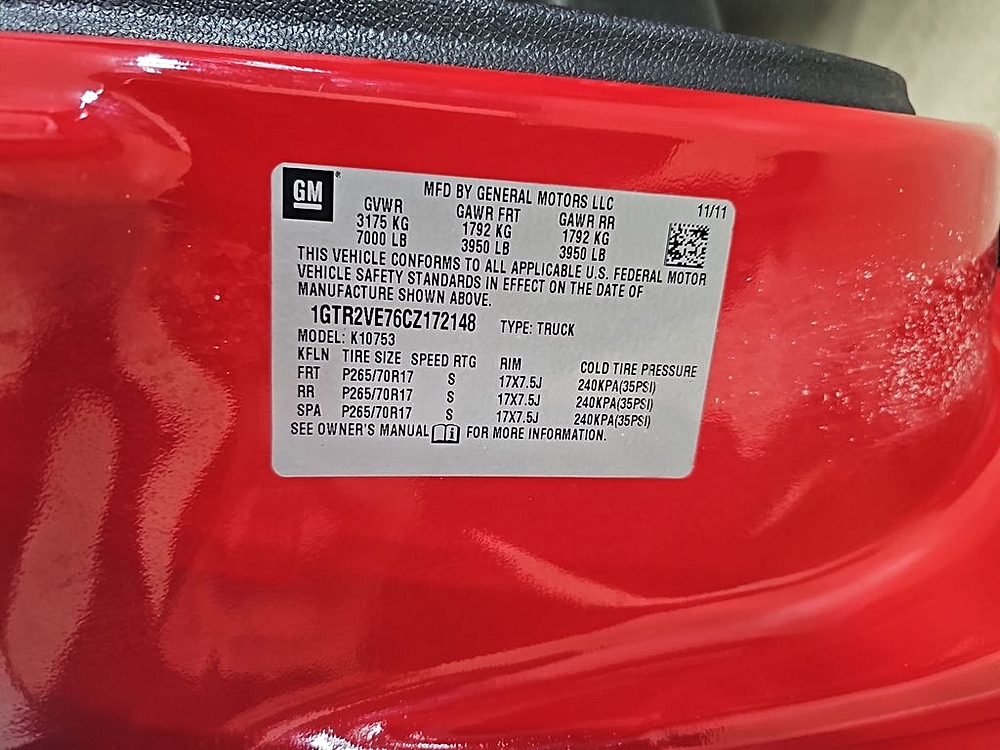 GM®
MFD BY GENERAL MOTORS LLC
11/11
GVWR GAWR FRT GAWR RR
3175 KG 1792 KG 1792 KG
7000 LB 3950 LB 3950 LB
THIS VEHICLE CONFORMS TO ALL APPLICABLE U.S. FEDERAL MOTOR
VEHICLE SAFETY STANDARDS IN EFFECT ON THE DATE OF
MANUFACTURE SHOWN ABOVE.
1GTR2VE76CZ172148 TYPE: TRUCK
MODEL: K10753
KFLN TIRE SIZE SPEED RTG RIM COLD TIRE PRESSURE
FRT P265/70R17 S 17X7.5J 240KPA(35PSI)
RR P265/70R17 S 17X7.5J 240KPA(35PSI)
SPA P265/70R17 S 17X7.5J 240KPA(35PSI)
SEE OWNER'S MANUAL i FOR MORE INFORMATION.